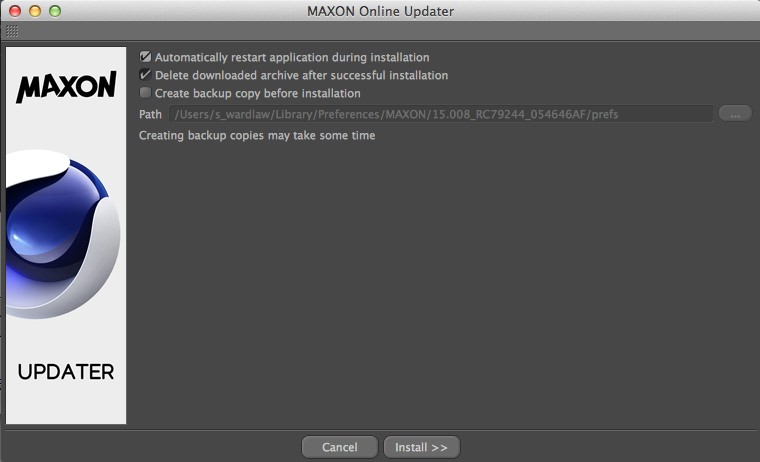 MAXON Online Updater
MAXON
Automatically restart application during installation
Delete downloaded archive after successful installation
Create backup copy before installation
Path /Users/s_wardlaw/Library/Preferences/MAXON/15.008_RC79244_054646AF/prefs ...
Creating backup copies may take some time
UPDATER
Cancel Install >>